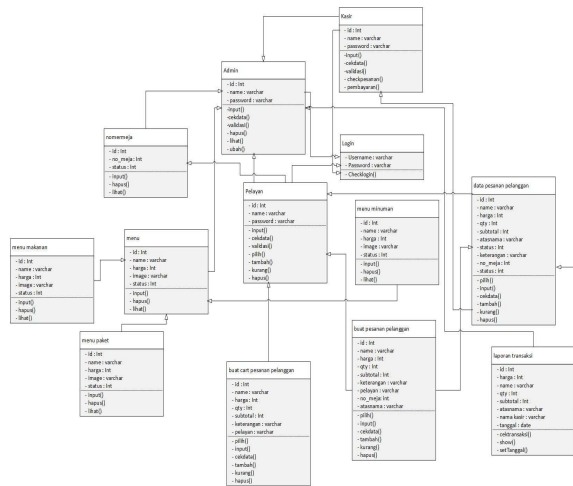 Kasir
- Id : Int
- name : varchar
- password : varchar
-input()
-cekdata()
-validasi()
- checkpesanan()
- pembayaran()
Admin
- Id : Int
- name : varchar
- password : varchar
-input()
-cekdata()
-validasi()
- hapus()
- lihat()
- ubah()
nomermeja
- Id : Int
- no_meja: Int
- status : Int
- input()
- hapus()
- lihat()
Login
- Username : varchar
- Password : varchar
- Checklogin()
Pelayan
- id : Int
- name : varchar
- password : varchar
- input()
- cekdata()
- validasi()
- pilih()
- tambah()
- kurang()
- hapus()
data pesanan pelanggan
- id : Int
- name : varchar
- harga : Int
- qty : Int
- subtotal : Int
- atasnama : varchar
- status : Int
- keterangan : varchar
- no_meja : Int
- status : Int
- pilih()
- input()
- cekdata()
- tambah()
- kurang()
- hapus()
menu minuman
- Id : Int
- name : varchar
- harga : Int
- image : varchar
- status : Int
- input()
- hapus()
- lihat()
menu makanan
- Id : Int
- name : varchar
- harga : Int
- image : varchar
- status : Int
- input()
- hapus()
- lihat()
menu
- Id : Int
- name : varchar
- harga : Int
- image : varchar
- status : Int
- input()
- hapus()
- lihat()
menu paket
- Id : Int
- name : varchar
- harga : Int
- image : varchar
- status : Int
- input()
- hapus()
- lihat()
buat cart pesanan pelanggan
- Id : Int
- name : varchar
- harga: Int
- qty : Int
- subtotal : Int
- keterangan : varchar
- pelayan : varchar
- pilih()
- input()
- cekdata()
- tambah()
- kurang()
- hapus()
buat pesanan pelanggan
- Id : Int
- name : varchar
- harga : Int
- qty : Int
- subtotal : Int
- keterangan : varchar
- pelayan : varchar
- no_meja: Int
- atasnama : varchar
- pilih()
- input()
- cekdata()
- tambah()
- kurang()
- hapus()
laporan transaksi
- Id : Int
- harga : Int
- name : varchar
- qty : Int
- subtotal : Int
- atasnama : varchar
- nama kasir : varchar
- tanggal : date
- cektransaksi()
- show()
- setTanggal()